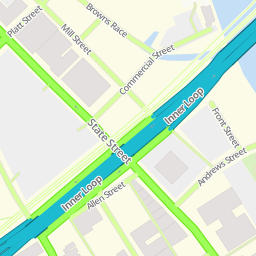 Platt Street
Browns Race
Mill Street
Commercial Street
Inner Loop
Front Street
State Street
Andrews Street
Inner Loop
Allen Street